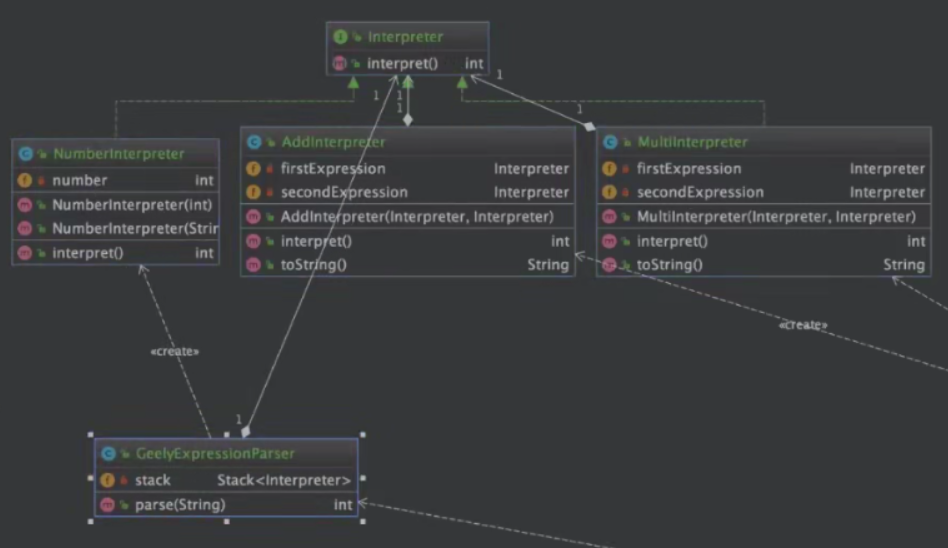 Interpreter
interpret() int
1
1
1
1
1
1
NumberInterpreter
number int
NumberInterpreter(int)
NumberInterpreter(Strin
interpret() int
AddInterpreter
firstExpression Interpreter
secondExpression Interpreter
AddInterpreter(Interpreter, Interpreter)
interpret() int
toString() String
MultiInterpreter
firstExpression Interpreter
secondExpression Interpreter
MultiInterpreter(Interpreter, Interpreter)
interpret() int
toString() String
«create»
«create»
GeelyExpressionParser
stack Stack<Interpreter>
parse(String) int